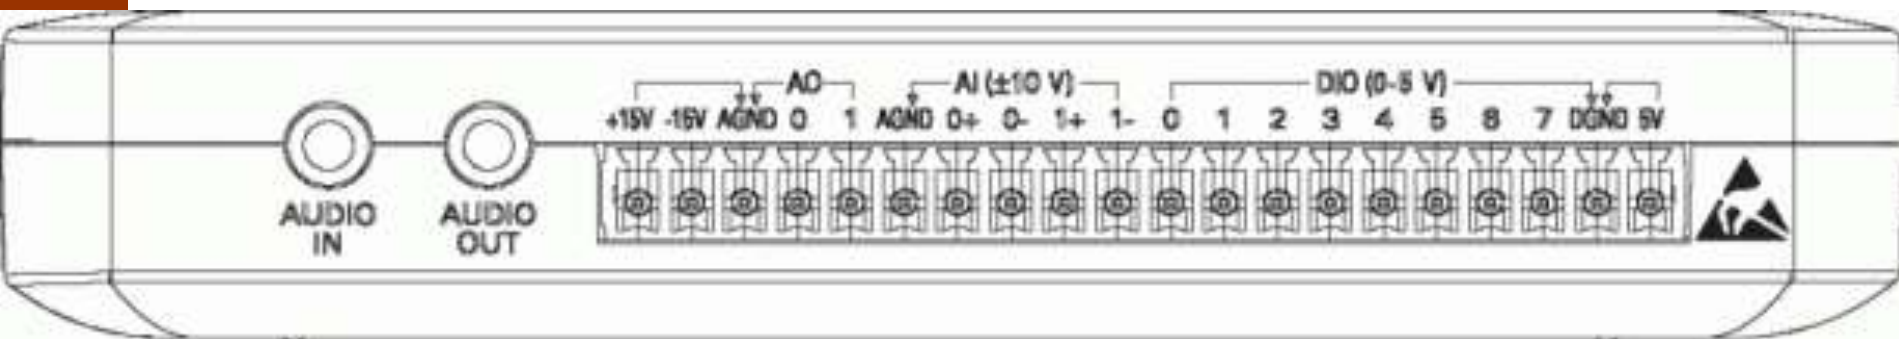 AO AI (±10 V) DIO (0-5 V)
+15V -15V AGND 0 1 AGND 0+ 0- 1+ 1- 0 1 2 3 4 5 6 7 DGND 5V
AUDIO IN
AUDIO OUT